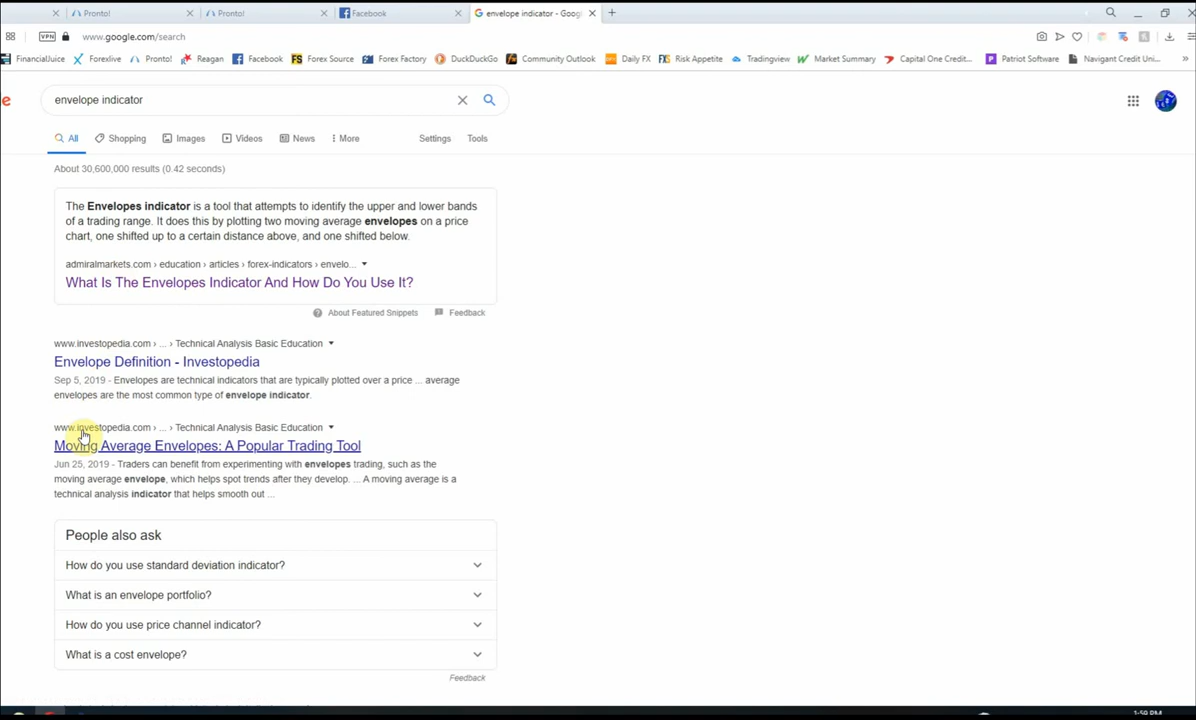 Pronto!
Pronto!
Facebook
envelope indicator - Goog
VPN
www.google.com/search
FinancialJuice
Forexlive
Pronto!
Reagan
Facebook
FS
Forex Source
Forex Factory
DuckDuckGo
Community Outlook
Daily FX
Risk Appetite
Tradingview
Market Summary
Capital One Credit...
Patriot Software
Navigant Credit Uni...
e
envelope indicator
All
Shopping
Images
Videos
News
More
Settings
Tools
About 30,600,000 results (0.42 seconds)
The Envelopes indicator is a tool that attempts to identify the upper and lower bands
of a trading range. It does this by plotting two moving average envelopes on a price
chart, one shifted up to a certain distance above, and one shifted below.
admiralmarkets.com › education › articles › forex-indicators › envelo...
What Is The Envelopes Indicator And How Do You Use It?
About Featured Snippets
Feedback
www.investopedia.com › ... › Technical Analysis Basic Education
Envelope Definition - Investopedia
Sep 5, 2019 - Envelopes are technical indicators that are typically plotted over a price ... average
envelopes are the most common type of envelope indicator.
www.investopedia.com › ... › Technical Analysis Basic Education
Moving Average Envelopes: A Popular Trading Tool
Jun 25, 2019 - Traders can benefit from experimenting with envelopes trading, such as the
moving average envelope, which helps spot trends after they develop. ... A moving average is a
technical analysis indicator that helps smooth out ...
People also ask
How do you use standard deviation indicator?
What is an envelope portfolio?
How do you use price channel indicator?
What is a cost envelope?
Feedback
1:59 PM